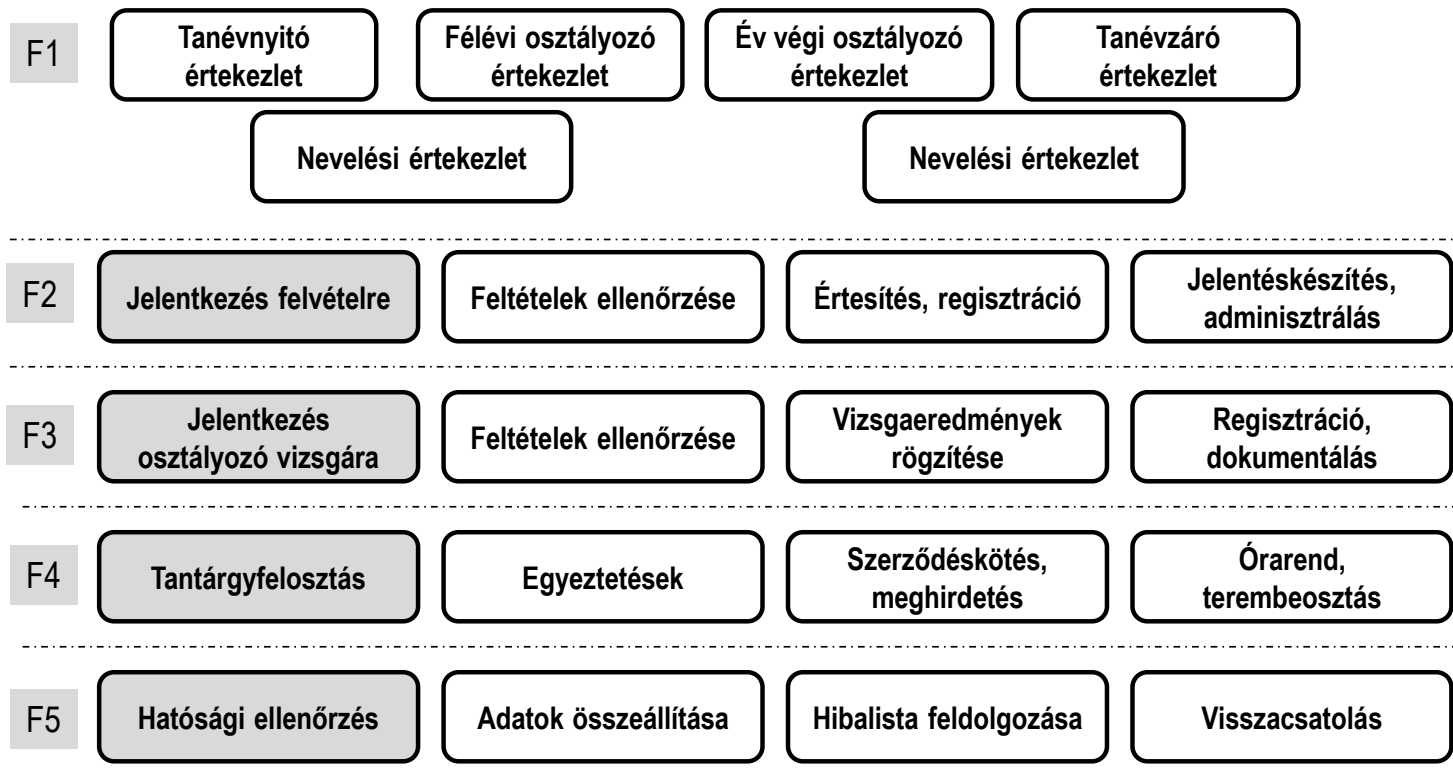 F1
Tanévnyitó
értekezlet
Félévi osztályozó
értekezlet
Év végi osztályozó
értekezlet
Tanévzáró
értekezlet
Nevelési értekezlet
Nevelési értekezlet
F2
Jelentkezés felvételre
Feltételek ellenőrzése
Értesítés, regisztráció
Jelentéskészítés,
adminisztrálás
F3
Jelentkezés
osztályozó vizsgára
Feltételek ellenőrzése
Vizsgaeredmények
rögzítése
Regisztráció,
dokumentálás
F4
Tantárgyfelosztás
Egyeztetések
Szerződéskötés,
meghirdetés
Órarend,
terembeosztás
F5
Hatósági ellenőrzés
Adatok összeállítása
Hibalista feldolgozása
Visszacsatolás